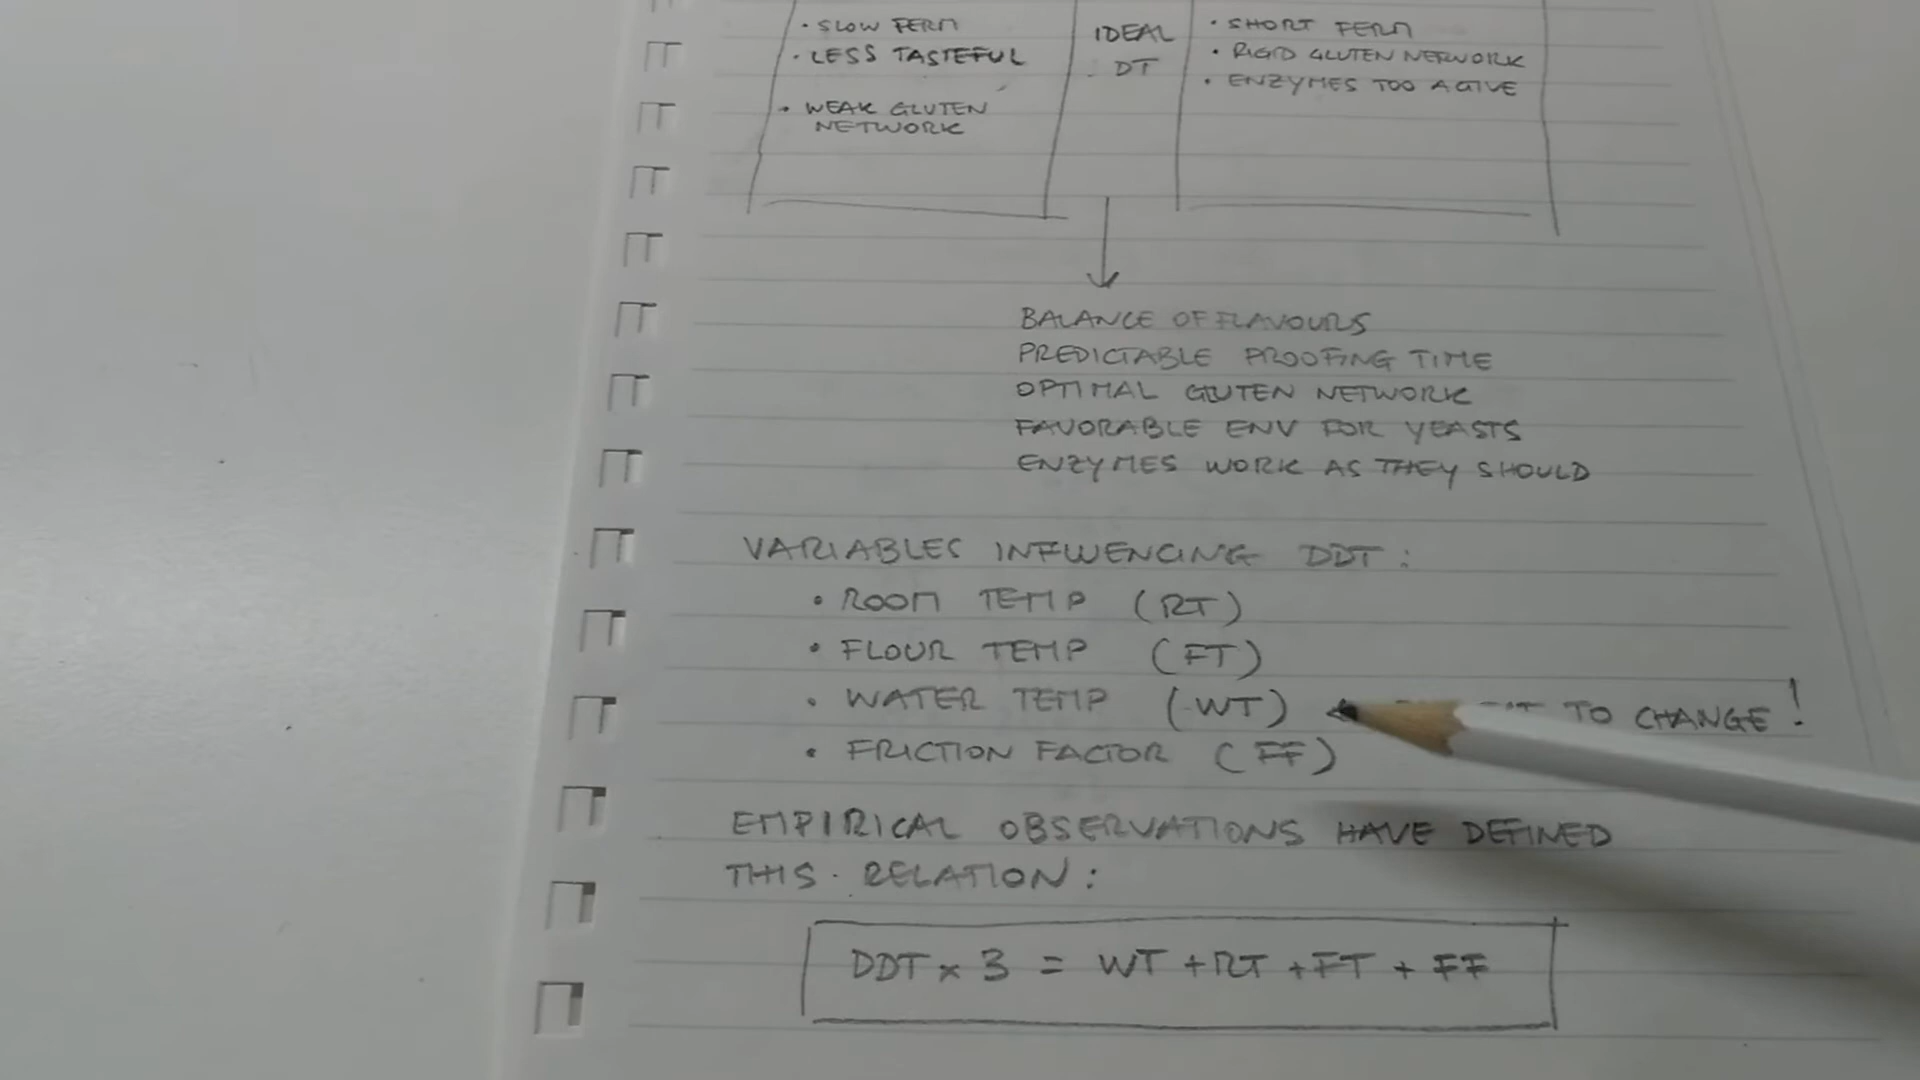 • SLOW FERM
• LESS TASTEFUL
• WEAK GLUTEN
NETWORK
IDEAL
DT
• SHORT FERM
• RIGID GLUTEN NERWORK
• ENZYMES TOO ACTIVE
BALANCE OF FLAVOURS
PREDICTABLE PROOFING TIME
OPTIMAL GLUTEN NETWORK
FAVORABLE ENV FOR YEASTS
ENZYMES WORK AS THEY SHOULD
VARIABLES INFLUENCING DDT:
• ROOM TEMP (RT)
• FLOUR TEMP (FT)
• WATER TEMP (WT) TO CHANGE!
• FRICTION FACTOR (FF)
EMPIRICAL OBSERVATIONS HAVE DEFINED
THIS RELATION:
DDT × 3 = WT + RT + FT + FF